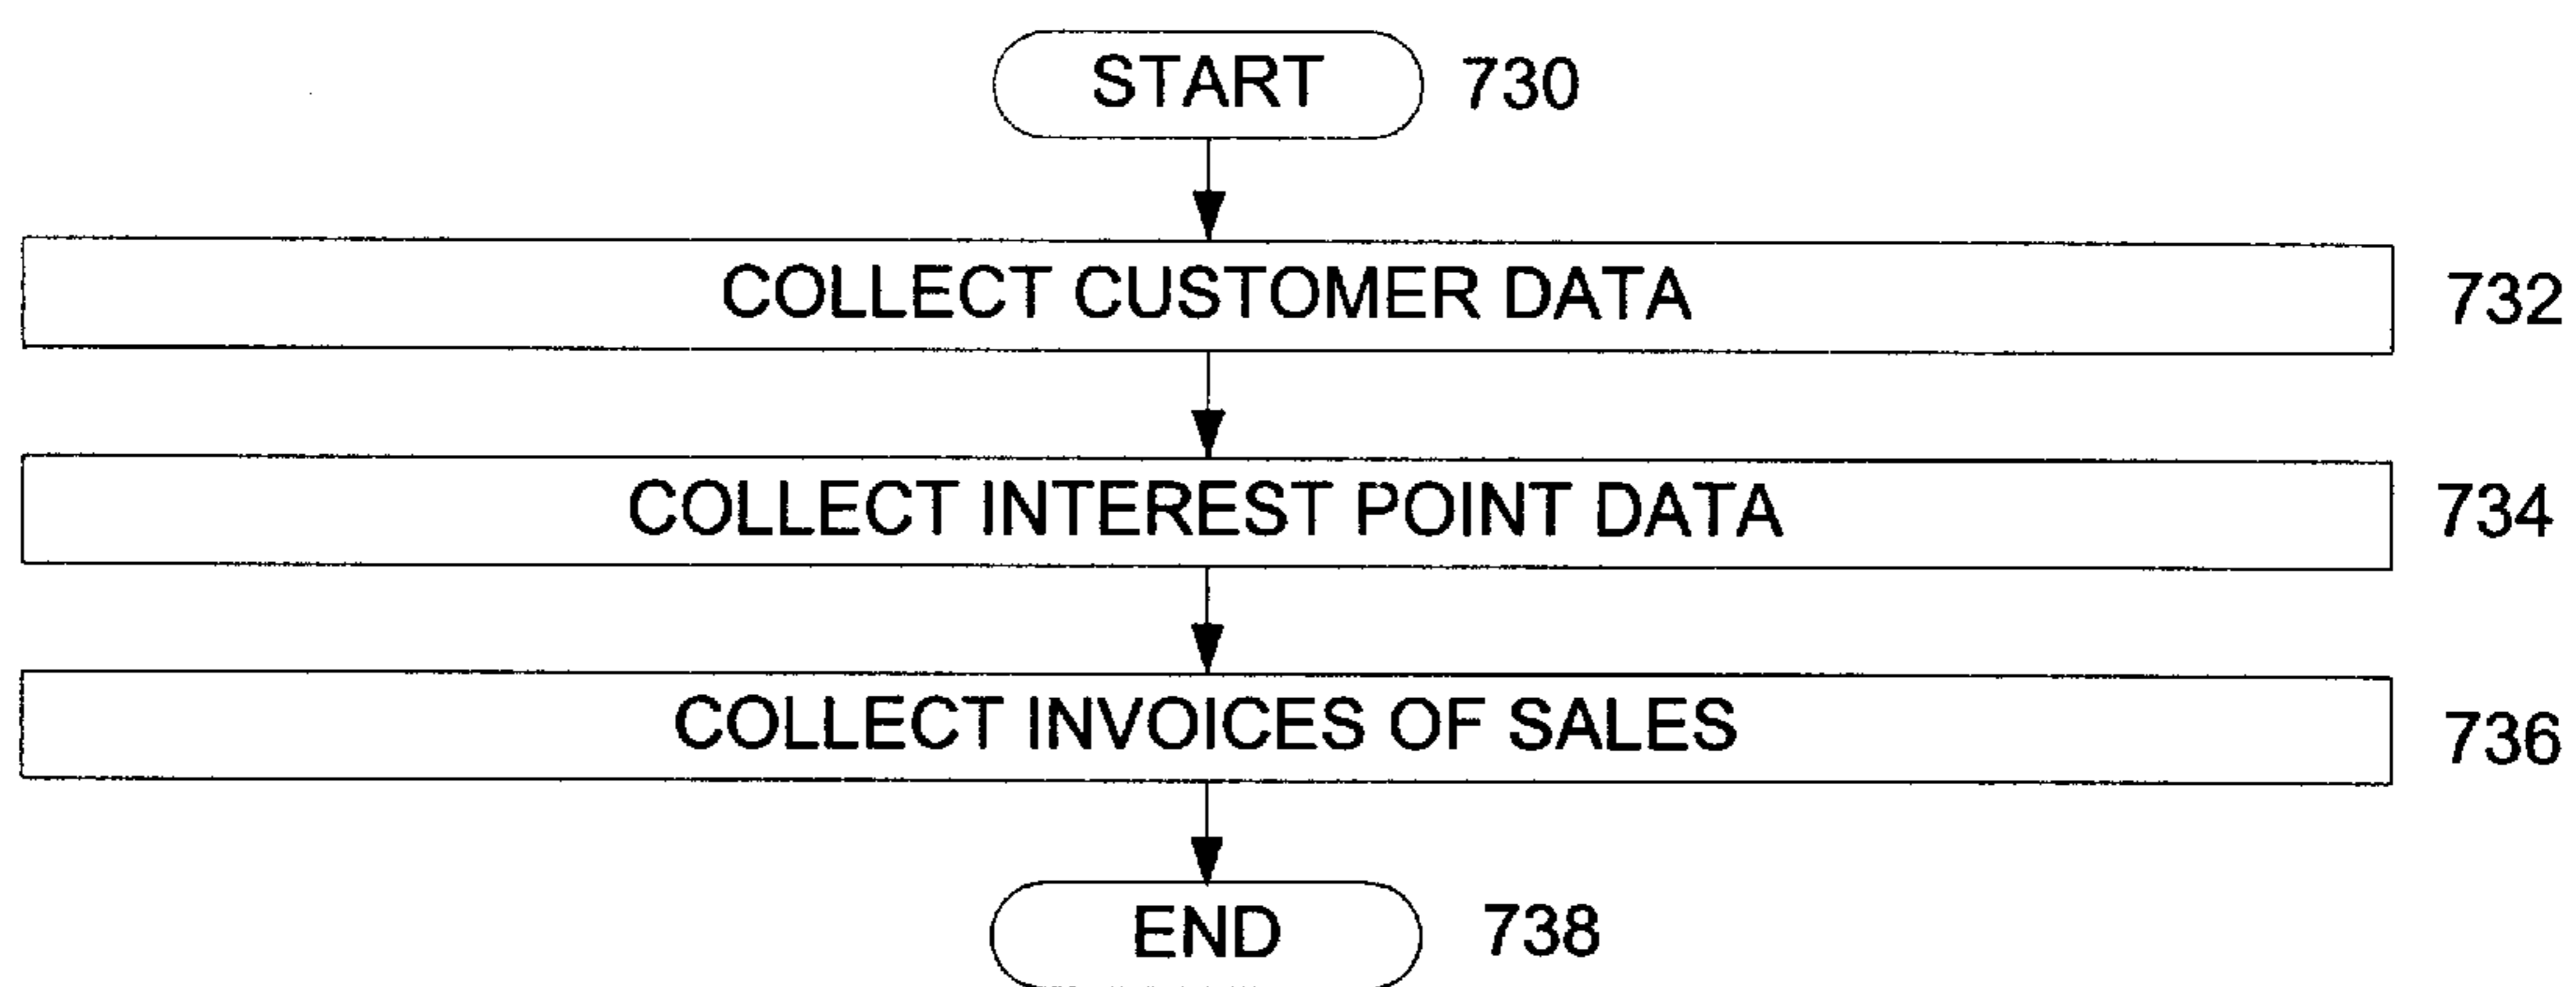 START 730
COLLECT CUSTOMER DATA 732
COLLECT INTEREST POINT DATA 734
COLLECT INVOICES OF SALES 736
END 738